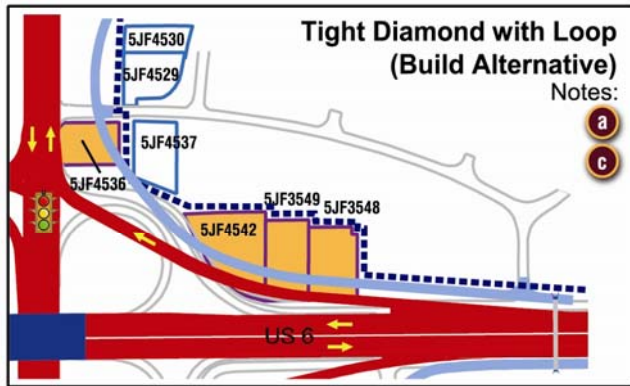 Tight Diamond with Loop
(Build Alternative)
Notes:
a
c
5JF4530
5JF4529
5JF4537
5JF4536
5JF3549
5JF3548
5JF4542
US 6